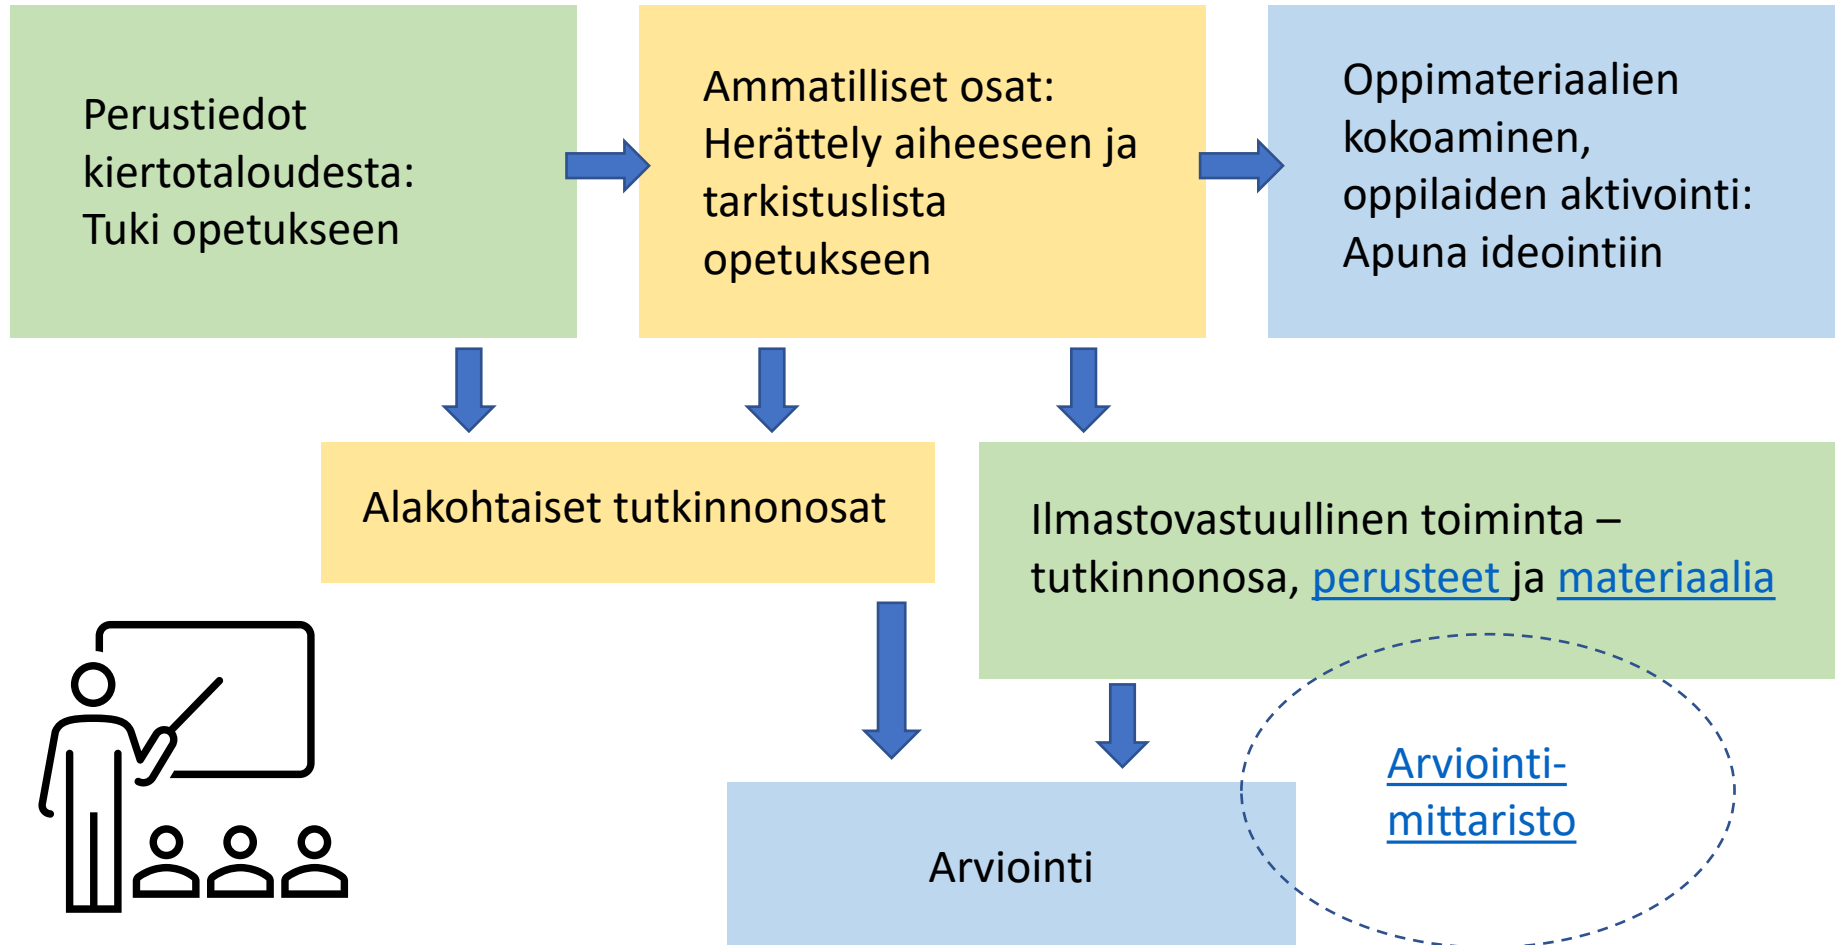 Perustiedot
kiertotaloudesta:
Tuki opetukseen
Ammatilliset osat:
Herättely aiheeseen ja
tarkistuslista
opetukseen
Oppimateriaalien
kokoaminen,
oppilaiden aktivointi:
Apuna ideointiin
Alakohtaiset tutkinnonosat
Ilmastovastuullinen toiminta –
tutkinnonosa, perusteet ja materiaalia
Arviointi-
mittaristo
Arviointi